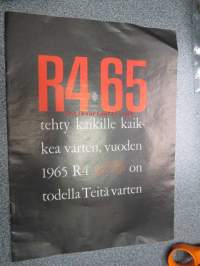 R4 65
tehty kaikille kaik-
kea varten, vuoden
1965 R4 on
todella Teitä varten